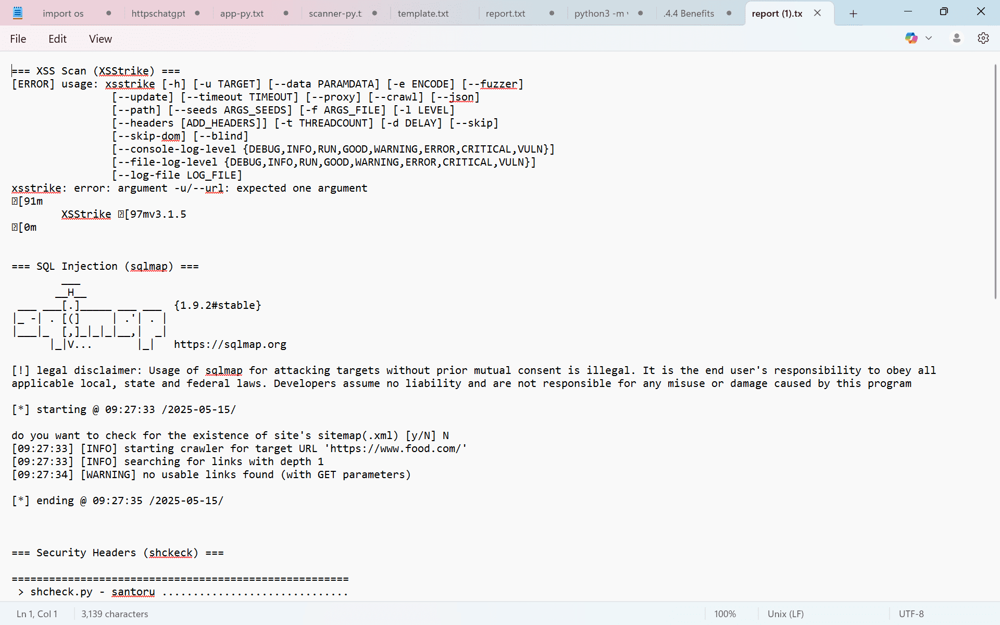 import os
httpschatgpt
app-py.txt
scanner-py.t
template.txt
report.txt
python3 -m
.4.4 Benefits
report (1).tx
File
Edit
View
=== XSS Scan (XSStrike) ===
[ERROR] usage: xsstrike [-h] [-u TARGET] [--data PARAMDATA] [-e ENCODE] [--fuzzer]
                [--update] [--timeout TIMEOUT] [--proxy] [--crawl] [--json]
                [--path] [--seeds ARGS_SEEDS] [-f ARGS_FILE] [-l LEVEL]
                [--headers [ADD_HEADERS]] [-t THREADCOUNT] [-d DELAY] [--skip]
                [--skip-dom] [--blind]
                [--console-log-level {DEBUG,INFO,RUN,GOOD,WARNING,ERROR,CRITICAL,VULN}]
                [--file-log-level {DEBUG,INFO,RUN,GOOD,WARNING,ERROR,CRITICAL,VULN}]
                [--log-file LOG_FILE]
xsstrike: error: argument -u/--url: expected one argument
[91m
        XSStrike [97mv3.1.5
[0m
=== SQL Injection (sqlmap) ===
        ___
       __H__
 ___ ___[.]_____ ___ ___  {1.9.2#stable}
|_ -| . [(]     | .'| . |
|___|_  [,]_|_|_|__,|  _|
      |_|V...       |_|   https://sqlmap.org
[!] legal disclaimer: Usage of sqlmap for attacking targets without prior mutual consent is illegal. It is the end user's responsibility to obey all
applicable local, state and federal laws. Developers assume no liability and are not responsible for any misuse or damage caused by this program
[*] starting @ 09:27:33 /2025-05-15/
do you want to check for the existence of site's sitemap(.xml) [y/N] N
[09:27:33] [INFO] starting crawler for target URL 'https://www.food.com/'
[09:27:33] [INFO] searching for links with depth 1
[09:27:34] [WARNING] no usable links found (with GET parameters)
[*] ending @ 09:27:35 /2025-05-15/
=== Security Headers (shckeck) ===
======================================================
 > shcheck.py - santoru ..............................
Ln 1, Col 1
3,139 characters
100%
Unix (LF)
UTF-8